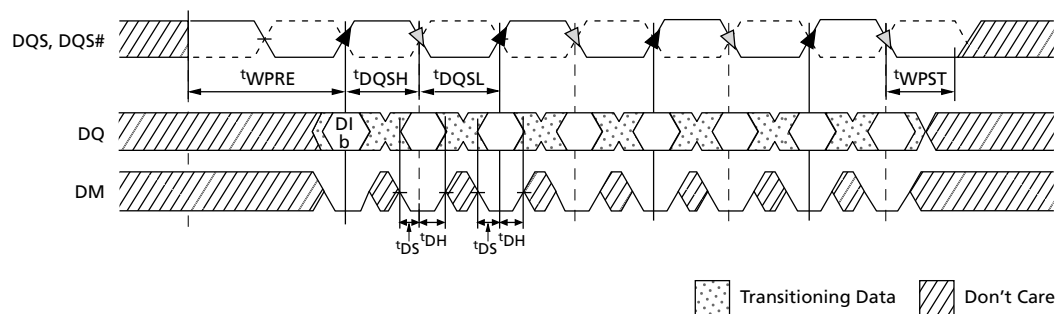 DQS, DQS#
tWPRE tDQSH tDQSL tWPST
DQ
DI
b
DM
tDS tDH tDS tDH
Transitioning Data Don't Care